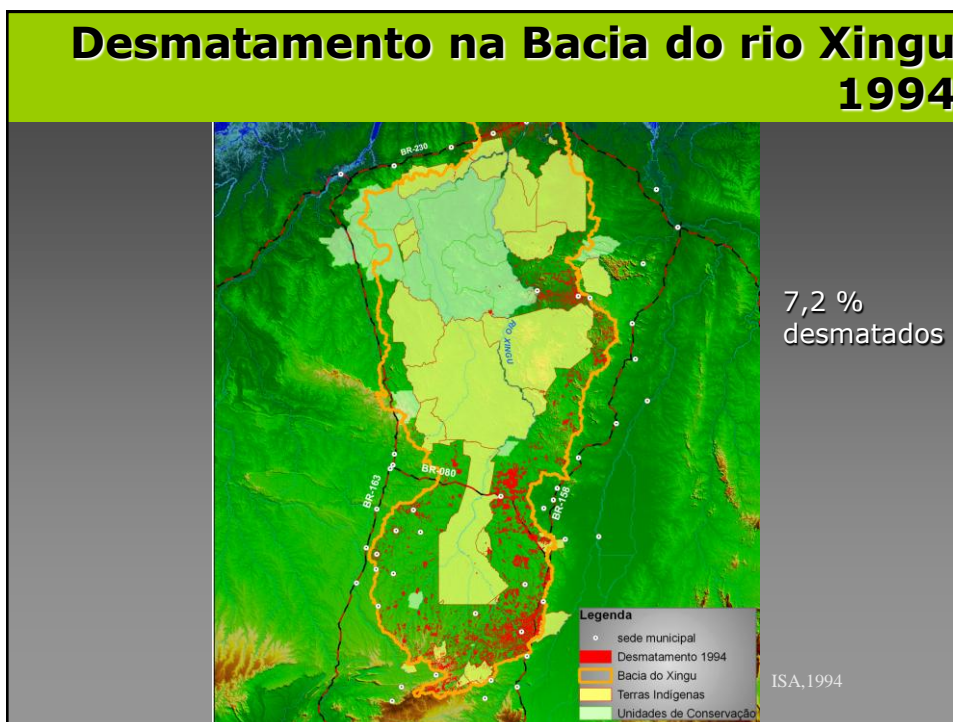 Desmatamento na Bacia do rio Xingu
1994
BR-230
RIO XINGU
BR-080
BR-163
BR-158
7,2 %
desmatados
Legenda
sede municipal
Desmatamento 1994
Bacia do Xingu
Terras Indígenas
Unidades de Conservação
ISA,1994